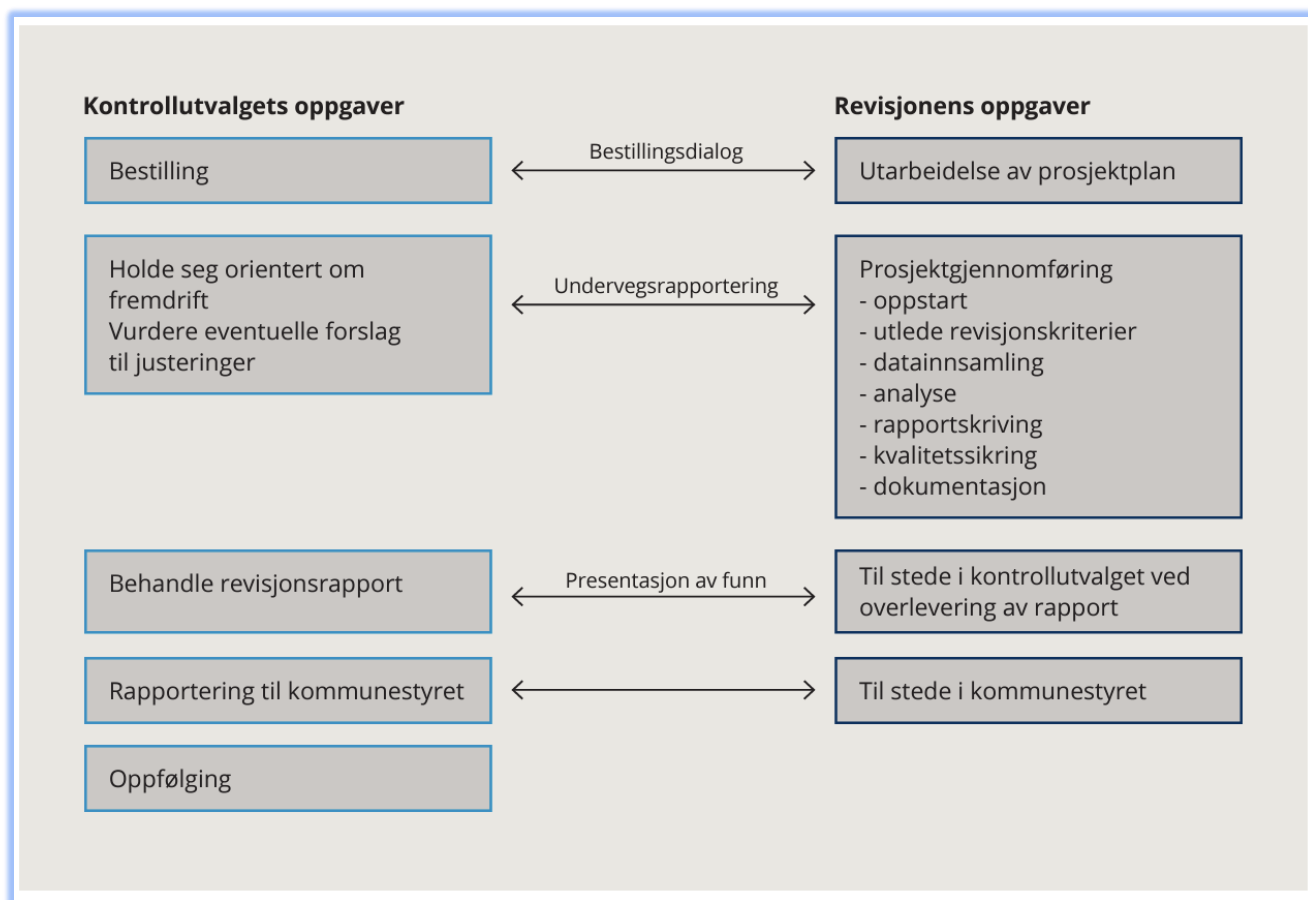 Kontrollutvalgets oppgaver
Revisjonens oppgaver
Bestilling
Bestillingsdialog
Utarbeidelse av prosjektplan
Holde seg orientert om
fremdrift
Vurdere eventuelle forslag
til justeringer
Undervegsrapportering
Prosjektgjennomføring
- oppstart
- utlede revisjonskriterier
- datainnsamling
- analyse
- rapportskriving
- kvalitetssikring
- dokumentasjon
Behandle revisjonsrapport
Presentasjon av funn
Til stede i kontrollutvalget ved
overlevering av rapport
Rapportering til kommunestyret
Til stede i kommunestyret
Oppfølging